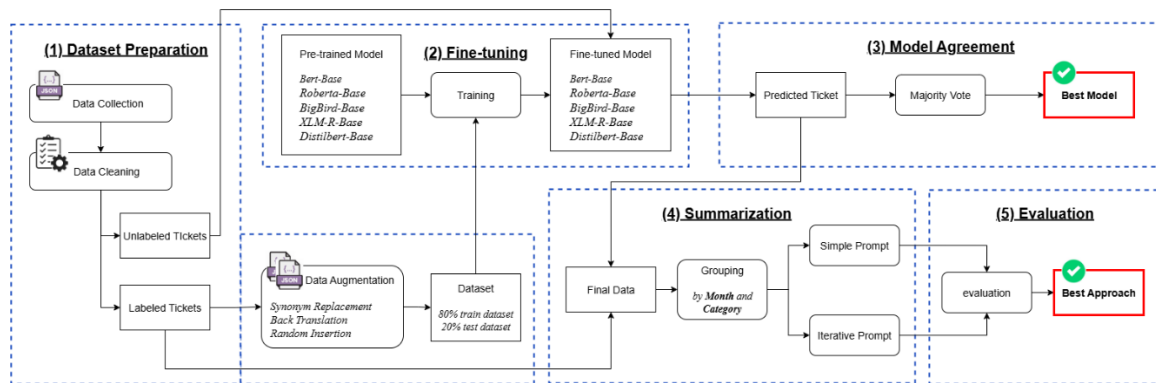 (1) Dataset Preparation
{...}
JSON
Data Collection
Data Cleaning
Unlabeled TIckets
Labeled Tickets
{...}
JSON
Data Augmentation
Synonym Replacement
Back Translation
Random Insertion
Dataset
80% train dataset
20% test dataset
(2) Fine-tuning
Pre-trained Model
Bert-Base
Roberta-Base
BigBird-Base
XLM-R-Base
Distilbert-Base
Training
Fine-tuned Model
Bert-Base
Roberta-Base
BigBird-Base
XLM-R-Base
Distilbert-Base
(3) Model Agreement
Predicted Ticket
Majority Vote
Best Model
(4) Summarization
Final Data
Grouping
by Month and
Category
Simple Prompt
Iterative Prompt
(5) Evaluation
evaluation
Best Approach